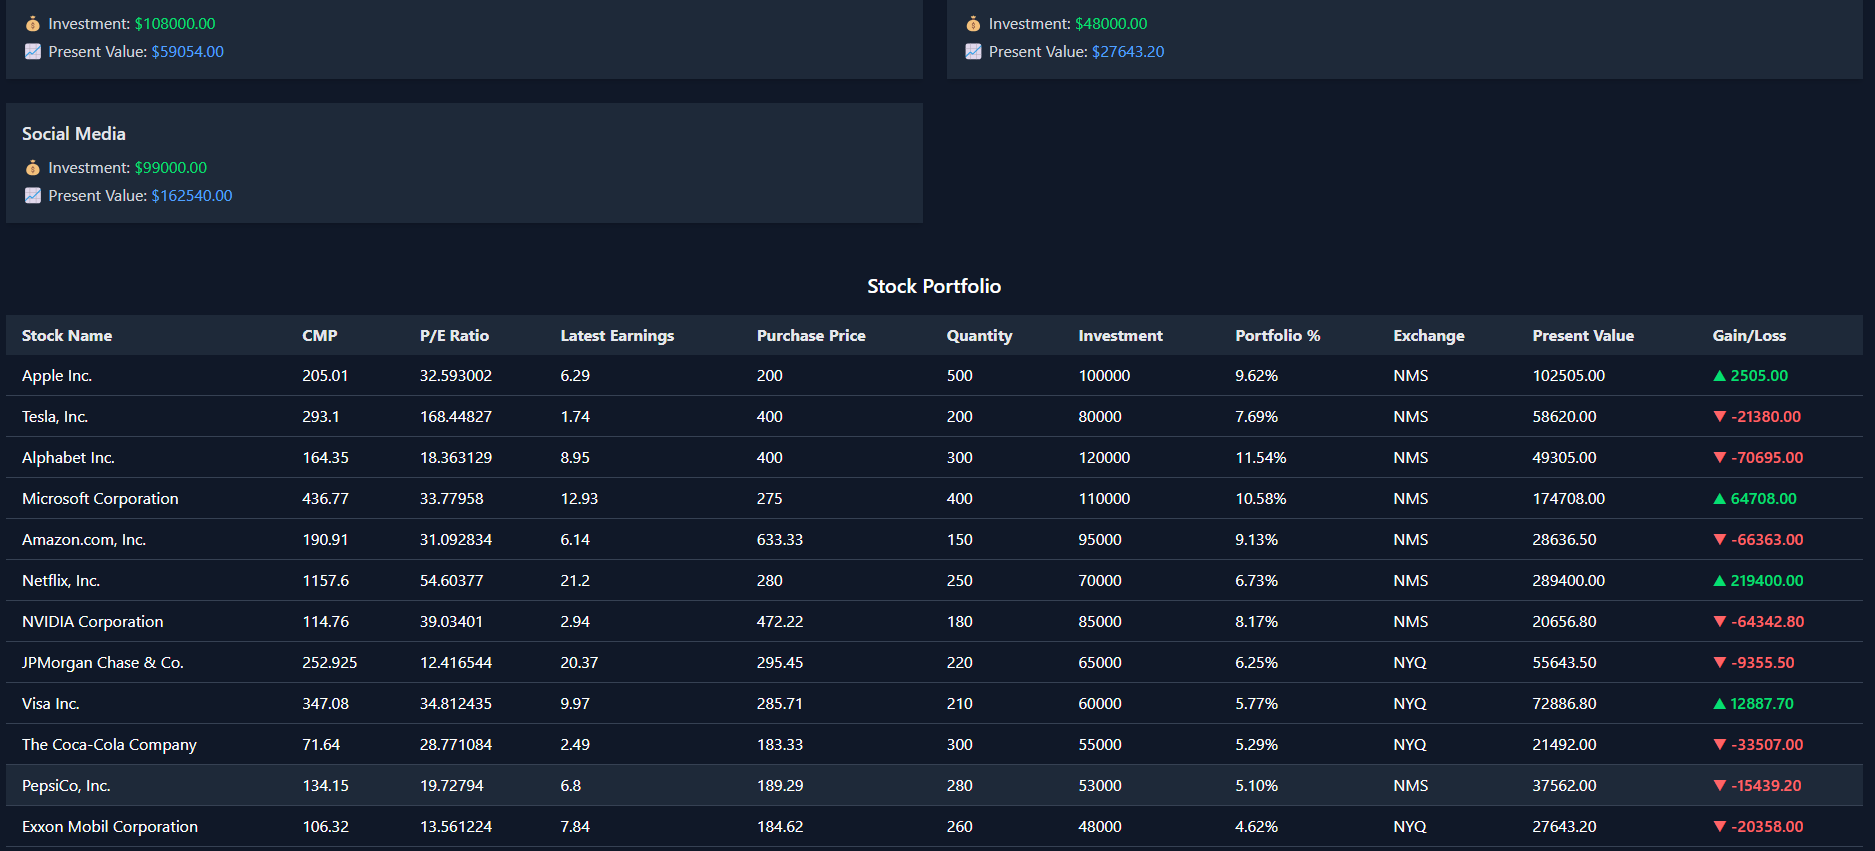 Investment: $108000.00
Present Value: $59054.00
Investment: $48000.00
Present Value: $27643.20
Social Media
Investment: $99000.00
Present Value: $162540.00
Stock Portfolio
Stock Name CMP P/E Ratio Latest Earnings Purchase Price Quantity Investment Portfolio % Exchange Present Value Gain/Loss
Apple Inc. 205.01 32.593002 6.29 200 500 100000 9.62% NMS 102505.00 ▲ 2505.00
Tesla, Inc. 293.1 168.44827 1.74 400 200 80000 7.69% NMS 58620.00 ▼ -21380.00
Alphabet Inc. 164.35 18.363129 8.95 400 300 120000 11.54% NMS 49305.00 ▼ -70695.00
Microsoft Corporation 436.77 33.77958 12.93 275 400 110000 10.58% NMS 174708.00 ▲ 64708.00
Amazon.com, Inc. 190.91 31.092834 6.14 633.33 150 95000 9.13% NMS 28636.50 ▼ -66363.00
Netflix, Inc. 1157.6 54.60377 21.2 280 250 70000 6.73% NMS 289400.00 ▲ 219400.00
NVIDIA Corporation 114.76 39.03401 2.94 472.22 180 85000 8.17% NMS 20656.80 ▼ -64342.80
JPMorgan Chase & Co. 252.925 12.416544 20.37 295.45 220 65000 6.25% NYQ 55643.50 ▼ -9355.50
Visa Inc. 347.08 34.812435 9.97 285.71 210 60000 5.77% NYQ 72886.80 ▲ 12887.70
The Coca-Cola Company 71.64 28.771084 2.49 183.33 300 55000 5.29% NYQ 21492.00 ▼ -33507.00
PepsiCo, Inc. 134.15 19.72794 6.8 189.29 280 53000 5.10% NMS 37562.00 ▼ -15439.20
Exxon Mobil Corporation 106.32 13.561224 7.84 184.62 260 48000 4.62% NYQ 27643.20 ▼ -20358.00